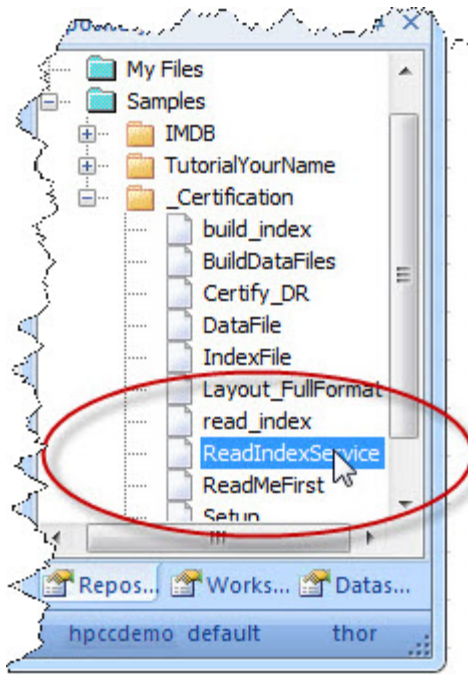 My Files
Samples
IMDB
TutorialYourName
_Certification
build_index
BuildDataFiles
Certify_DR
DataFile
IndexFile
Layout_FullFormat
read_index
ReadIndexService
ReadMeFirst
Setup
Repos... Works... Datas...
hpccdemo default thor